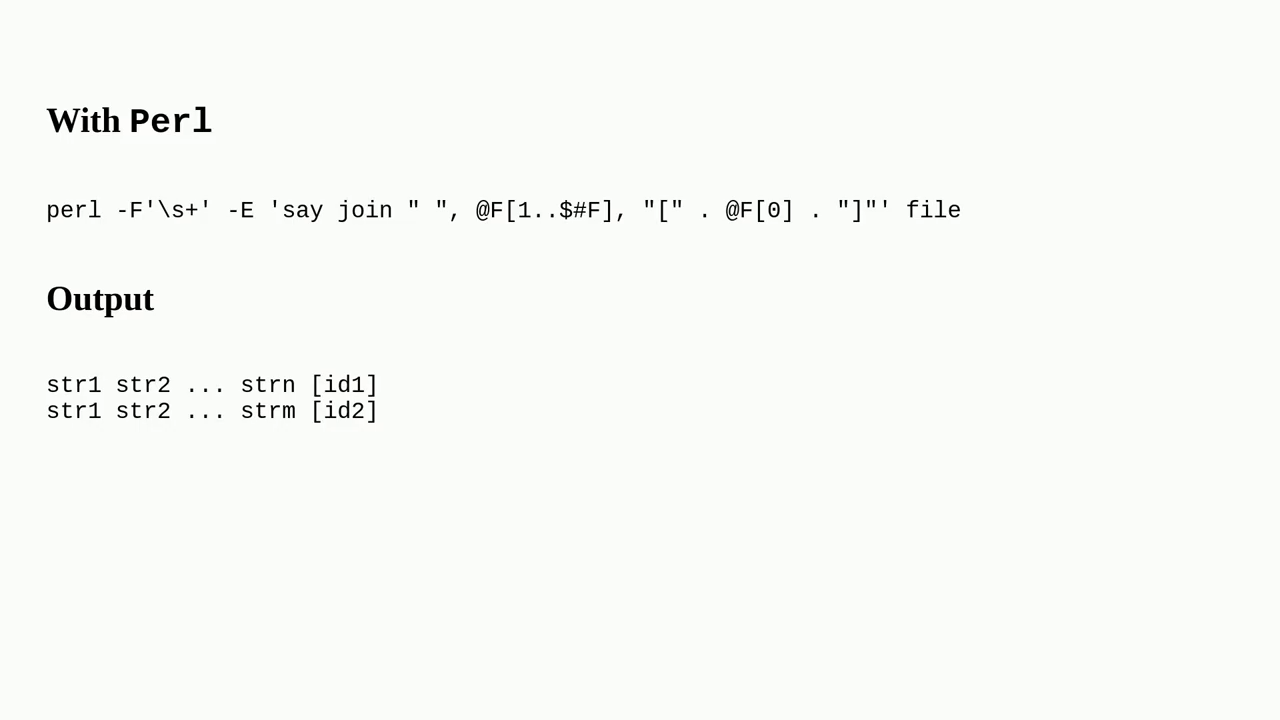 With Perl
perl -F'\s+' -E 'say join " ", @F[1..$#F], "[" . @F[0] . "]"' file
Output
str1 str2 ... strn [id1]
str1 str2 ... strm [id2]